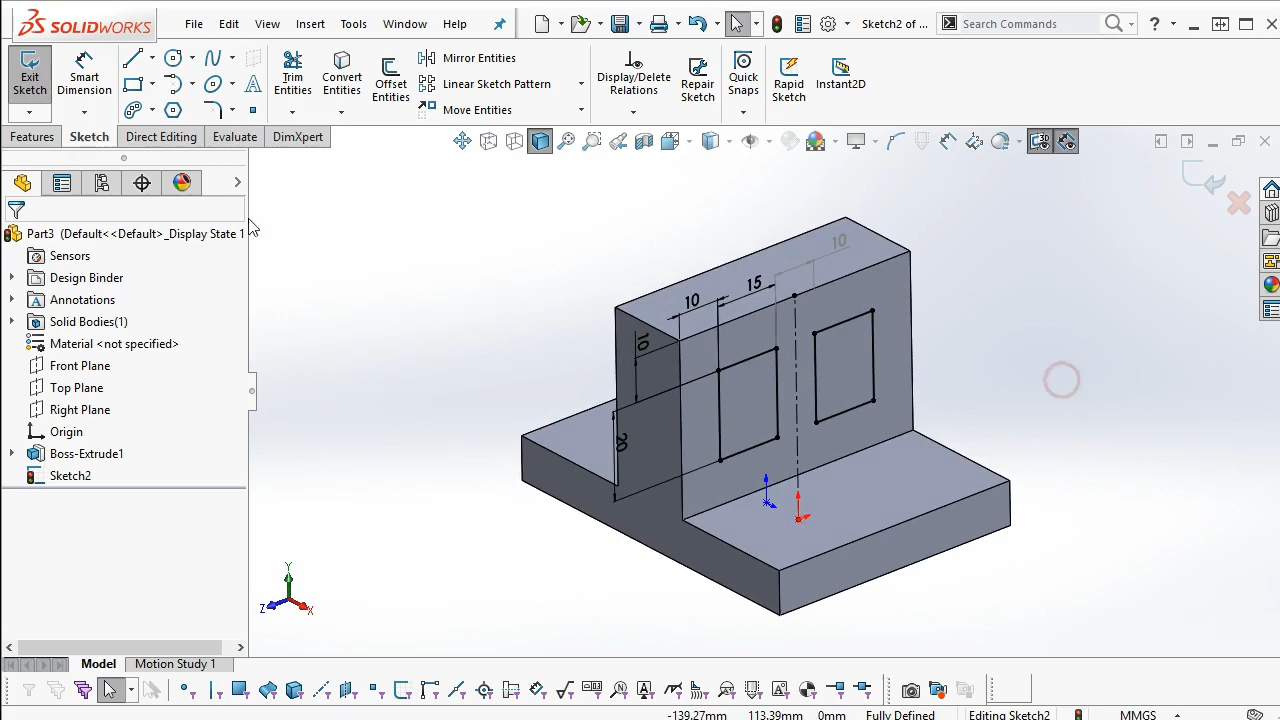 SOLIDWORKS File Edit View Insert Tools Window Help Sketch2 of ... Search Commands ?
Exit Sketch Smart Dimension Trim Entities Convert Entities Offset Entities Mirror Entities Linear Sketch Pattern Move Entities Display/Delete Relations Repair Sketch Quick Snaps Rapid Sketch Instant2D
Features Sketch Direct Editing Evaluate DimXpert
Part3 (Default<<Default>_Display State 1
Sensors
Design Binder
Annotations
Solid Bodies(1)
Material <not specified>
Front Plane
Top Plane
Right Plane
Origin
Boss-Extrude1
Sketch2
10
15
10
10
20
Y
Z X
Model Motion Study 1
-139.27mm 113.39mm 0mm Fully Defined Editing Sketch2 MMGS